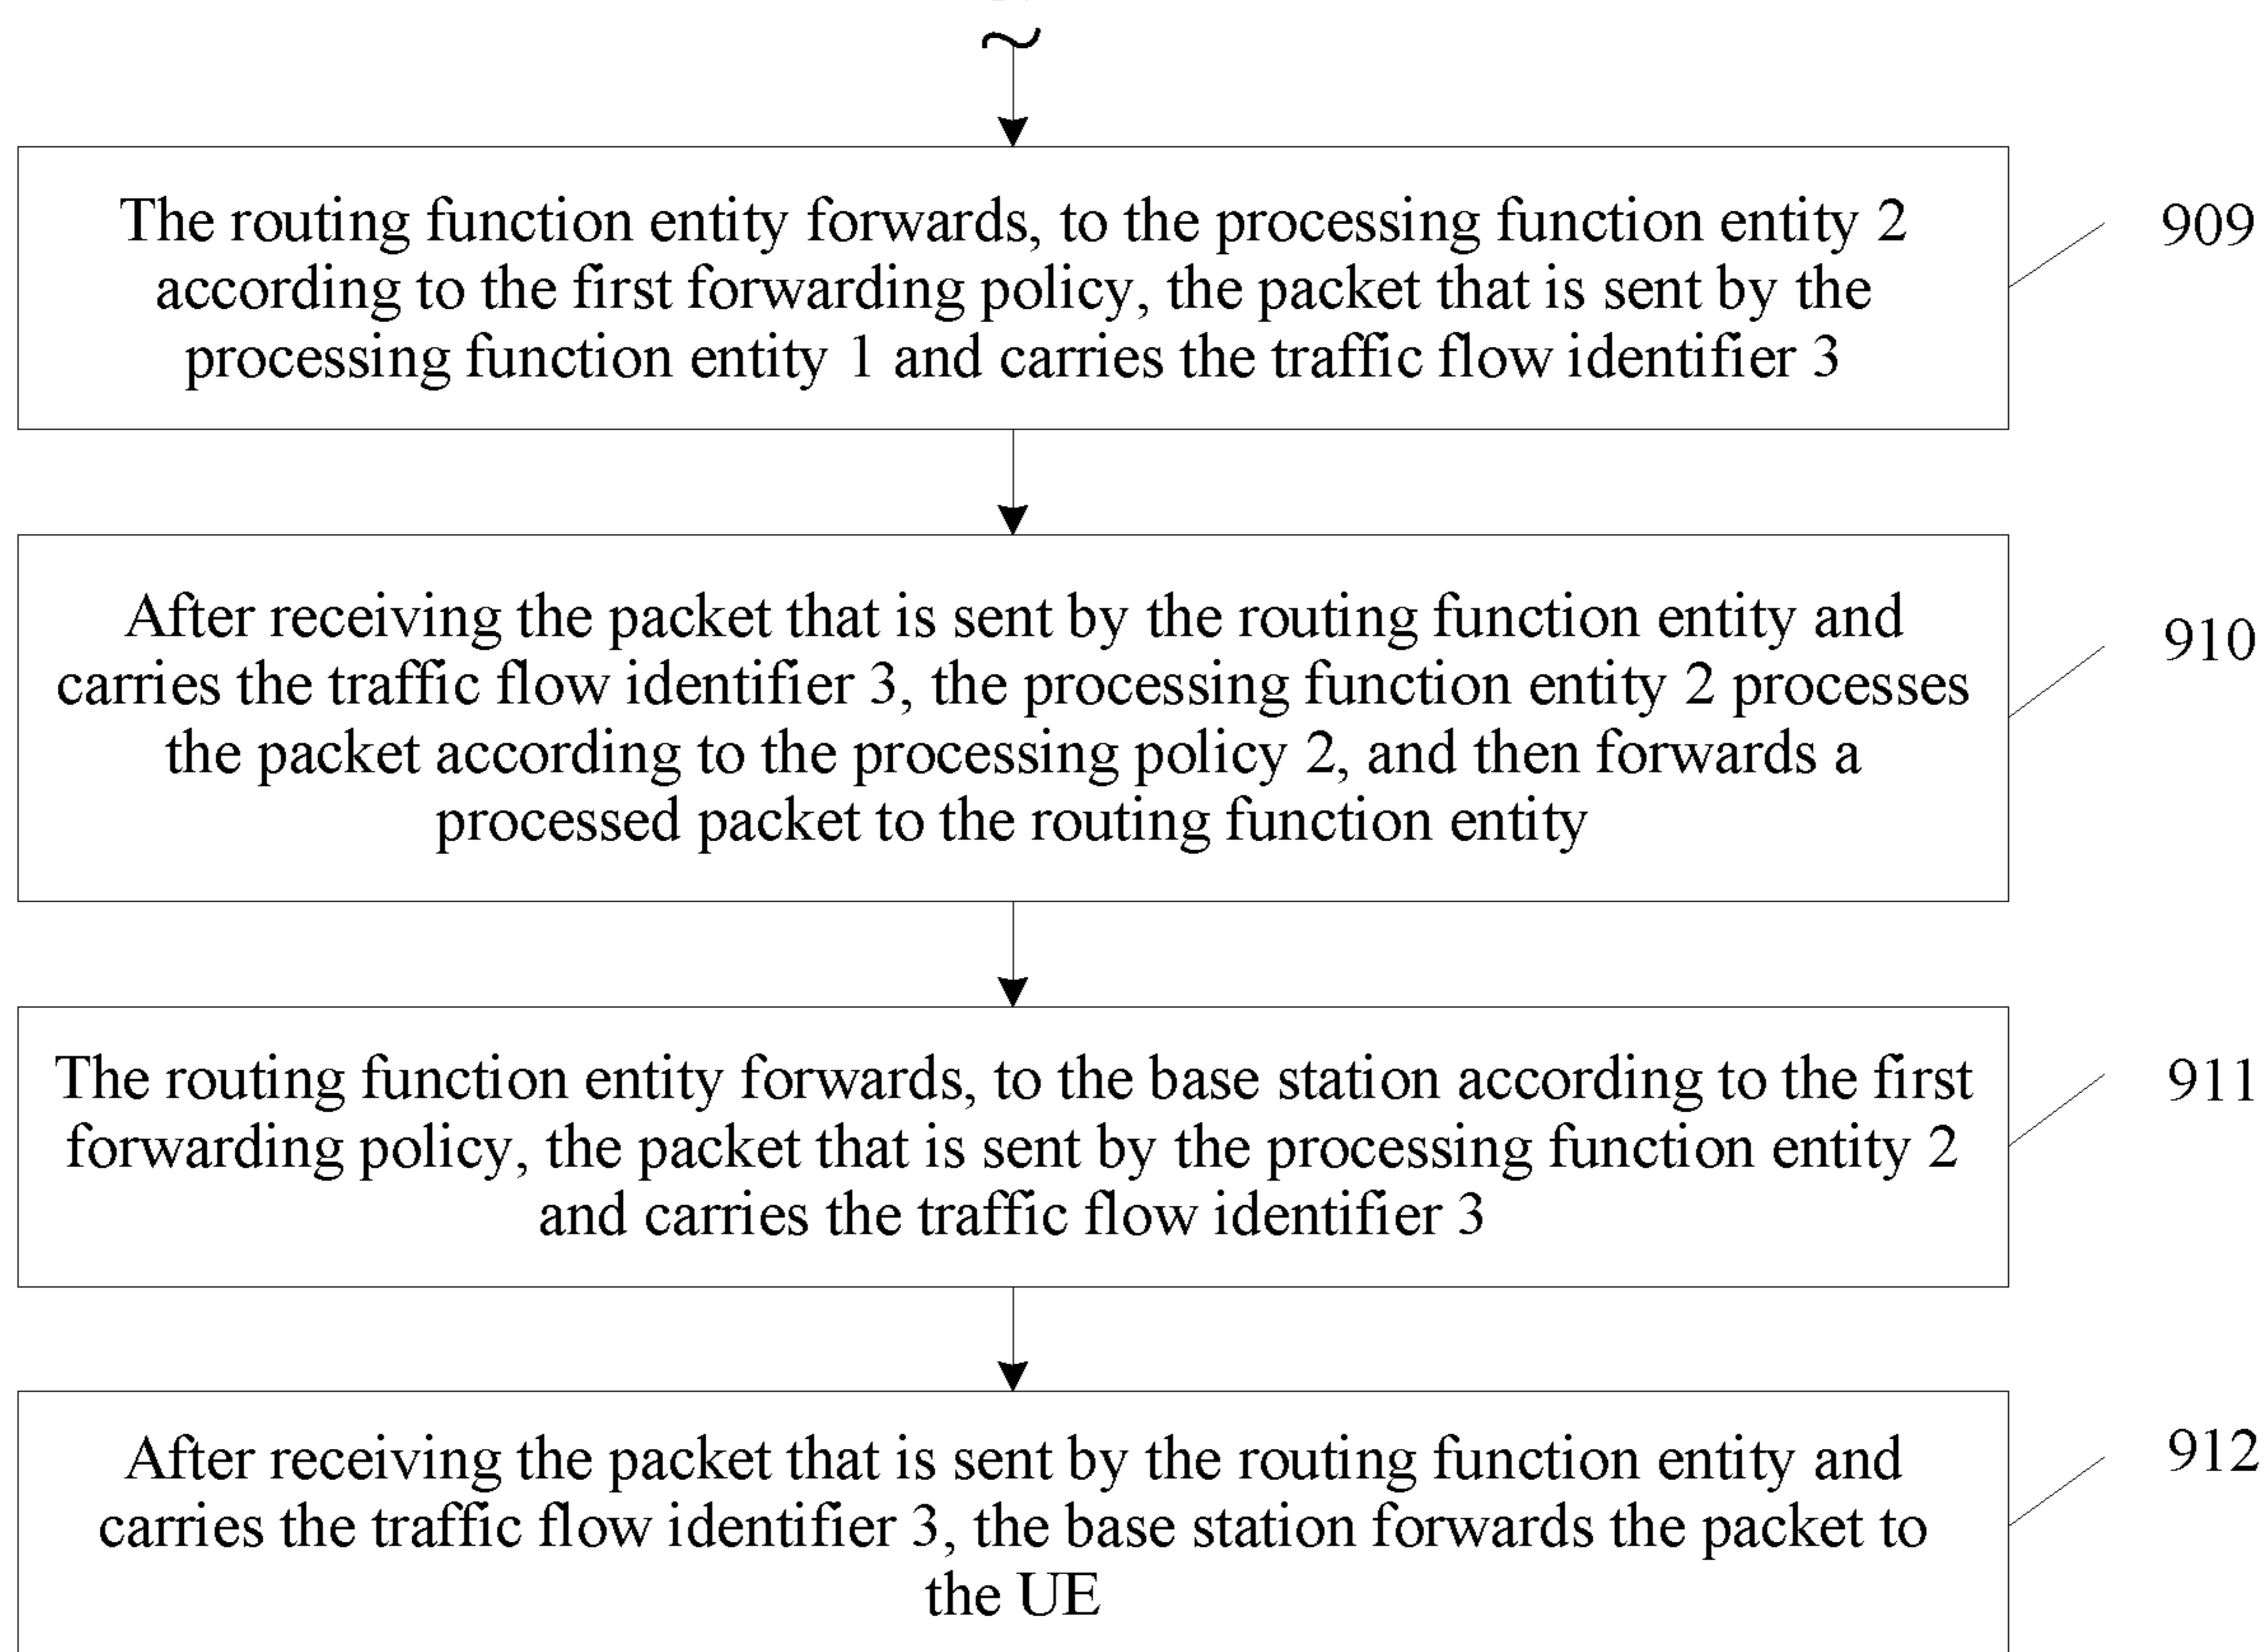 The routing function entity forwards, to the processing function entity 2
according to the first forwarding policy, the packet that is sent by the
processing function entity 1 and carries the traffic flow identifier 3
909
After receiving the packet that is sent by the routing function entity and
carries the traffic flow identifier 3, the processing function entity 2 processes
the packet according to the processing policy 2, and then forwards a
processed packet to the routing function entity
910
The routing function entity forwards, to the base station according to the first
forwarding policy, the packet that is sent by the processing function entity 2
and carries the traffic flow identifier 3
911
After receiving the packet that is sent by the routing function entity and
carries the traffic flow identifier 3, the base station forwards the packet to
the UE
912